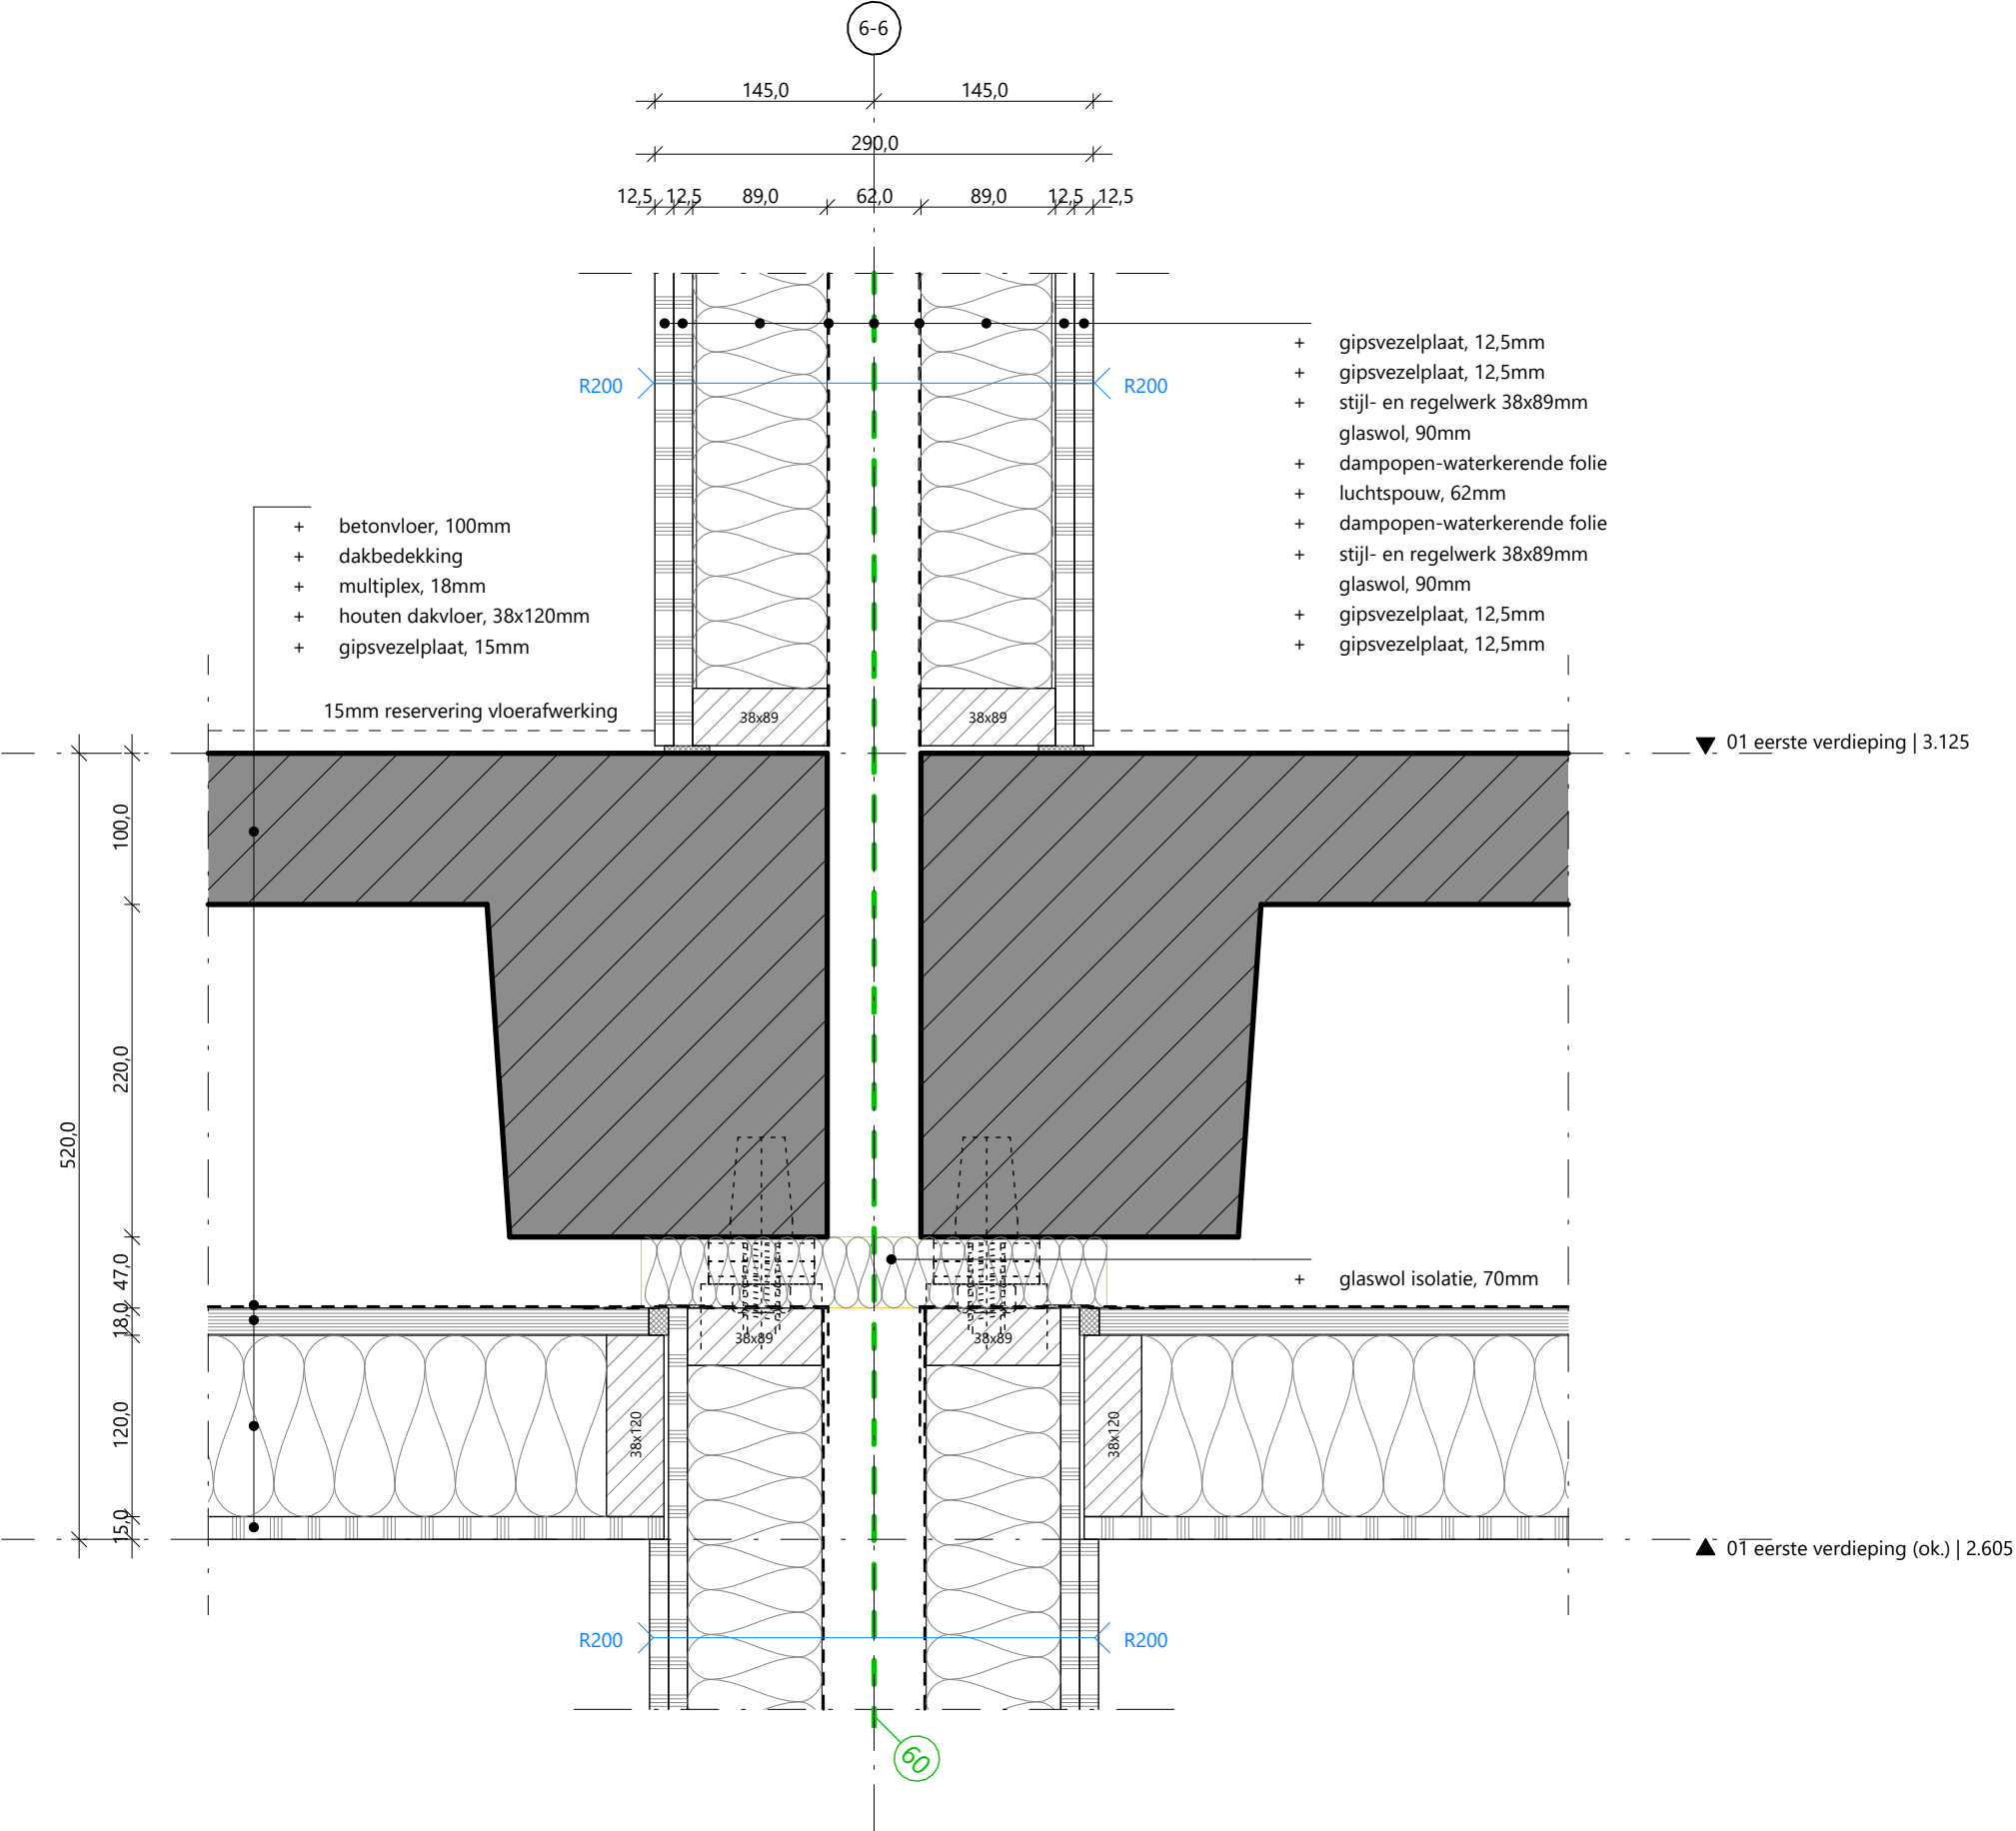 6-6
145,0 145,0
290,0
12,5 12,5 89,0 62,0 89,0 12,5 12,5
R200 R200
+ gipsvezelplaat, 12,5mm
+ gipsvezelplaat, 12,5mm
+ stijl- en regelwerk 38x89mm
glaswol, 90mm
+ dampopen-waterkerende folie
+ luchtspouw, 62mm
+ dampopen-waterkerende folie
+ stijl- en regelwerk 38x89mm
glaswol, 90mm
+ gipsvezelplaat, 12,5mm
+ gipsvezelplaat, 12,5mm
+ betonvloer, 100mm
+ dakbedekking
+ multiplex, 18mm
+ houten dakvloer, 38x120mm
+ gipsvezelplaat, 15mm
15mm reservering vloerafwerking
38x89 38x89
01 eerste verdieping | 3.125
100,0
220,0
520,0
47,0
18,0
120,0
15,0
+ glaswol isolatie, 70mm
38x89 38x89
38x120 38x120
01 eerste verdieping (ok.) | 2.605
R200 R200
60